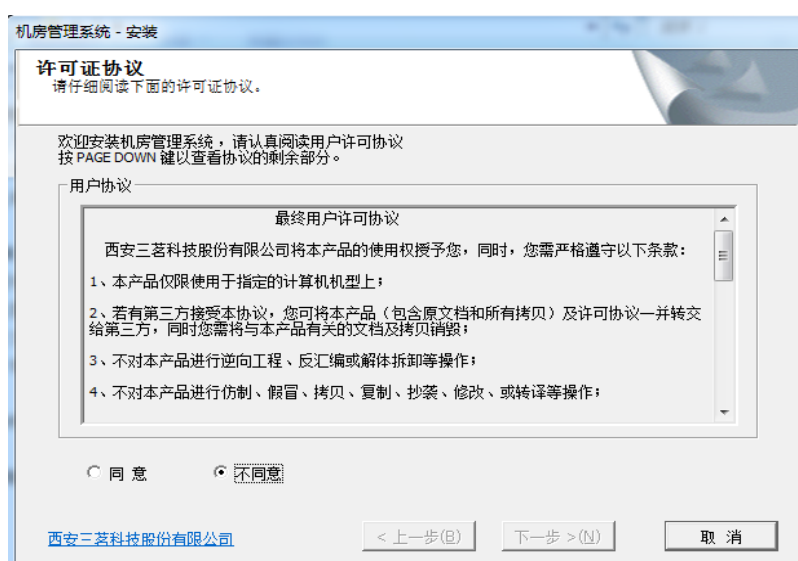 机房管理系统 - 安装
许可证协议
请仔细阅读下面的许可证协议。
欢迎安装机房管理系统，请认真阅读用户许可协议
按 PAGE DOWN 键以查看协议的剩余部分。
用户协议
最终用户许可协议
西安三茗科技股份有限公司将本产品的使用权授予您，同时，您需严格遵守以下条款：
1、本产品仅限使用于指定的计算机机型上；
2、若有第三方接受本协议，您可将本产品（包含原文档和所有拷贝）及许可协议一并转交
给第三方，同时您需将与本产品有关的文档及拷贝销毁；
3、不对本产品进行逆向工程、反汇编或解体拆卸等操作；
4、不对本产品进行仿制、假冒、拷贝、复制、抄袭、修改、或转译等操作；
同 意 不同意
西安三茗科技股份有限公司 < 上一步(B) 下一步 >(N) 取 消